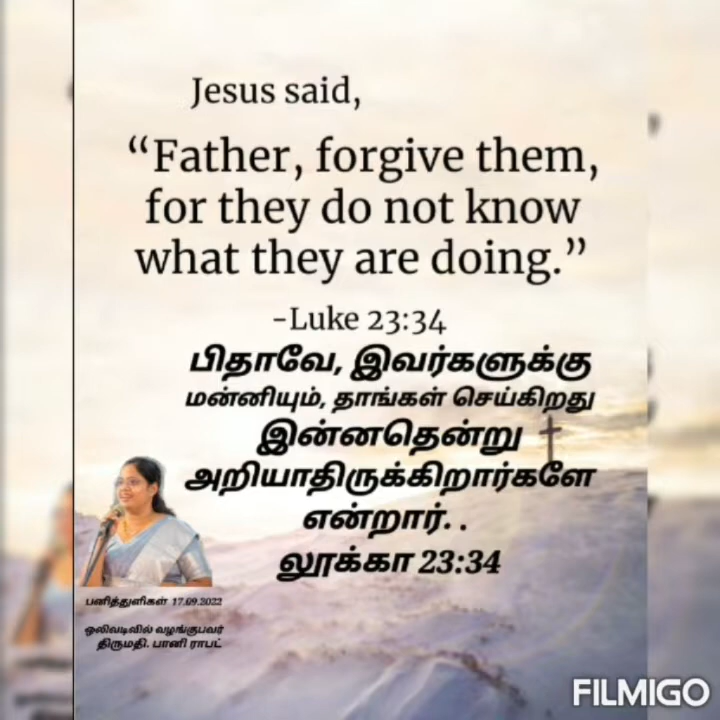 Jesus said,
“Father, forgive them,
for they do not know
what they are doing.”
-Luke 23:34
பிதாவே, இவர்களுக்கு
மன்னியும், தாங்கள் செய்கிறது
இன்னதென்று
அறியாதிருக்கிறார்களே
என்றார். .
லூக்கா 23:34
பனித்துளிகள் 17.09.2022
ஒலிவடிவில் வழங்குபவர்
திருமதி. பானி ராபட்
FILMIGO